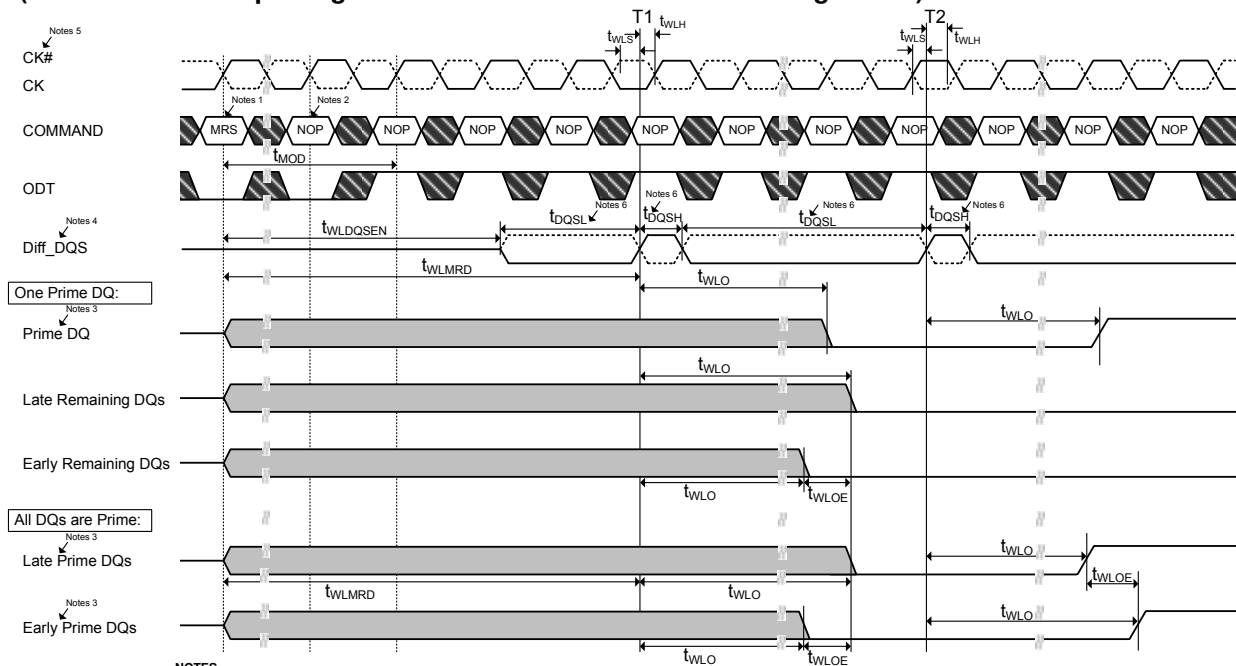 T1 T2
tWLS tWLH tWLS tWLH
Notes 5
CK#
CK
Notes 1 Notes 2
COMMAND MRS NOP NOP NOP NOP NOP NOP NOP NOP NOP NOP NOP
tMOD
ODT
Notes 6 Notes 6 Notes 6 Notes 6
tDQSL tDQSH tDQSL tDQSH
Notes 4
tWLDQSEN
Diff_DQS
tWLMRD
tWLO
One Prime DQ:
Notes 3
tWLO
Prime DQ
tWLO
Late Remaining DQs
Early Remaining DQs
tWLO tWLOE
All DQs are Prime:
Notes 3
tWLO
Late Prime DQs
tWLOE
tWLMRD tWLO
Notes 3
tWLO
Early Prime DQs
tWLO tWLOE
NOTES